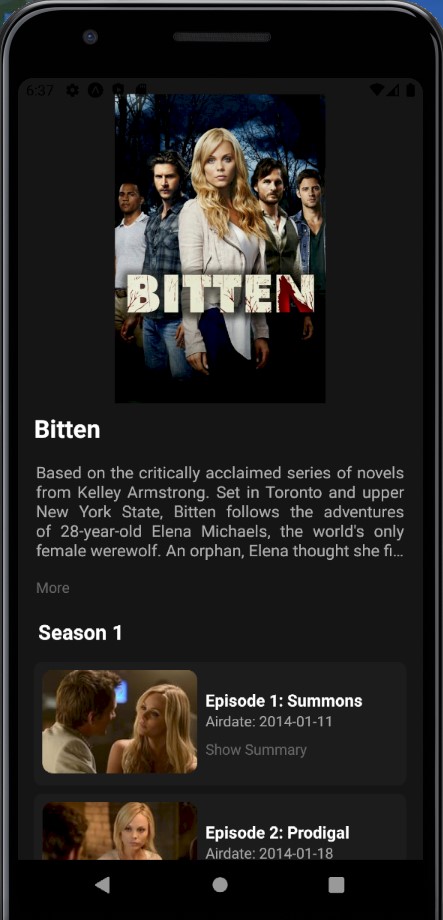 6:37
BITTEN
Bitten
Based on the critically acclaimed series of novels
from Kelley Armstrong. Set in Toronto and upper
New York State, Bitten follows the adventures
of 28-year-old Elena Michaels, the world's only
female werewolf. An orphan, Elena thought she fi…
More
Season 1
Episode 1: Summons
Airdate: 2014-01-11
Show Summary
Episode 2: Prodigal
Airdate: 2014-01-18